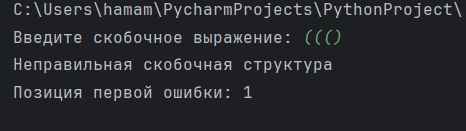 C:\Users\hamam\PycharmProjects\PythonProject\
Введите скобочное выражение: ((()
Неправильная скобочная структура
Позиция первой ошибки: 1